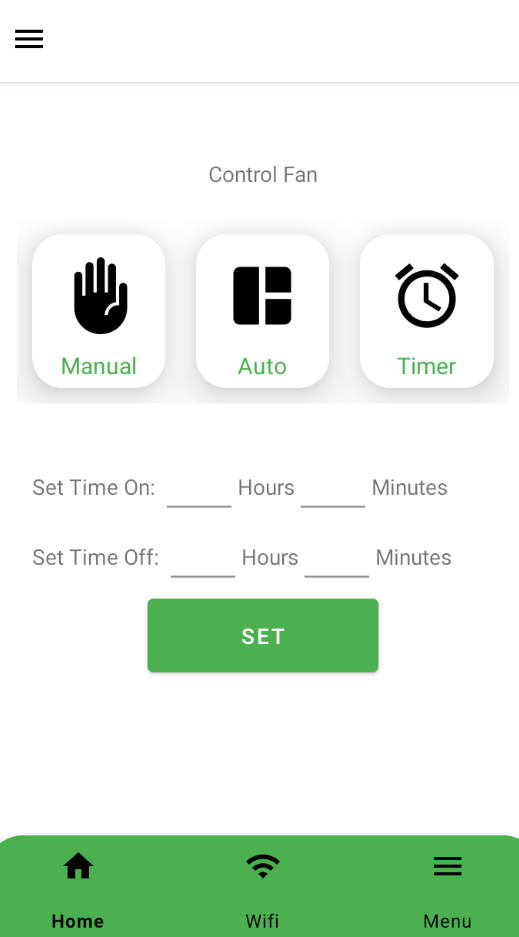 Control Fan
Manual Auto Timer
Set Time On: Hours Minutes
Set Time Off: Hours Minutes
SET
Home Wifi Menu